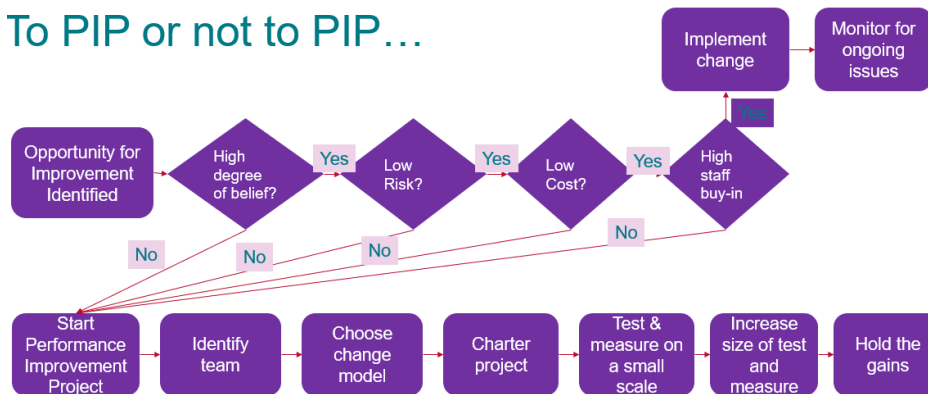 To PIP or not to PIP…
Implement
change
Monitor for
ongoing
issues
Yes
Opportunity for
Improvement
Identified
High
degree
of belief?
Yes
Low
Risk?
Yes
Low
Cost?
Yes
High
staff
buy-in
No
No
No
No
Start
Performance
Improvement
Project
Identify
team
Choose
change
model
Charter
project
Test &
measure on
a small
scale
Increase
size of test
and
measure
Hold the
gains